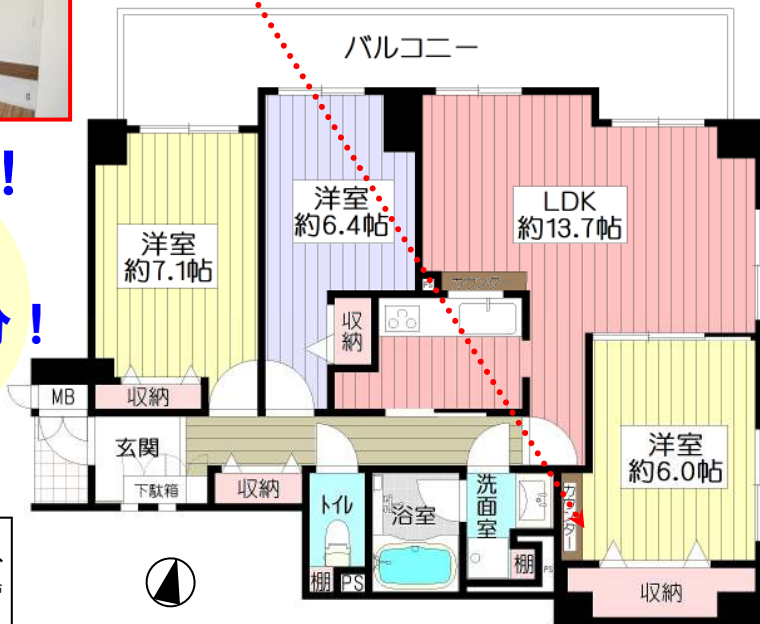 バルコニー
！
洋室
約6.4帖
LDK
約13.7帖
洋室
約7.1帖
PS
カウンター
！
収納
MB
収納
玄関
洋室
約6.0帖
下駄箱
収納
トイレ
浴室
洗面室
カウンター
棚
PS
棚
PS
収納